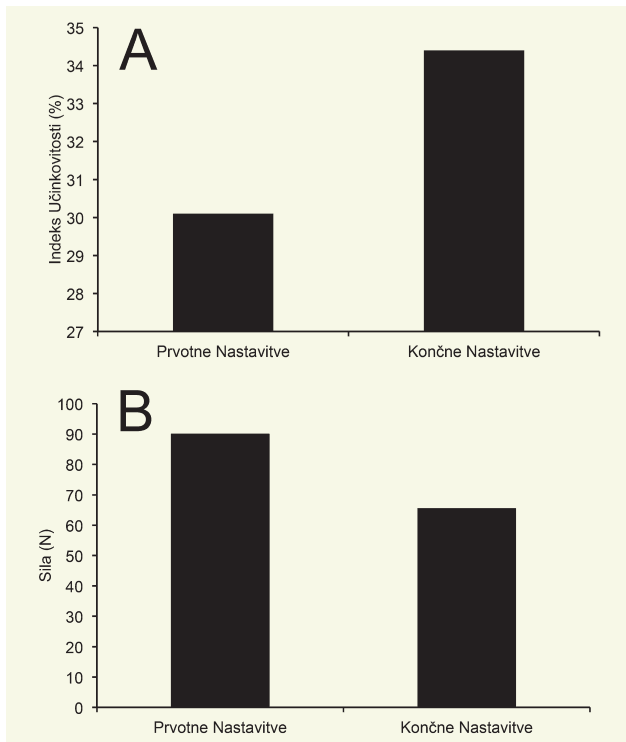 A
35
34
33
32
31
30
29
28
27
Indeks Učinkovitosti (%)
Prvotne Nastavitve
Končne Nastavitve
B
100
90
80
70
60
50
40
30
20
10
0
Sila (N)
Prvotne Nastavitve
Končne Nastavitve